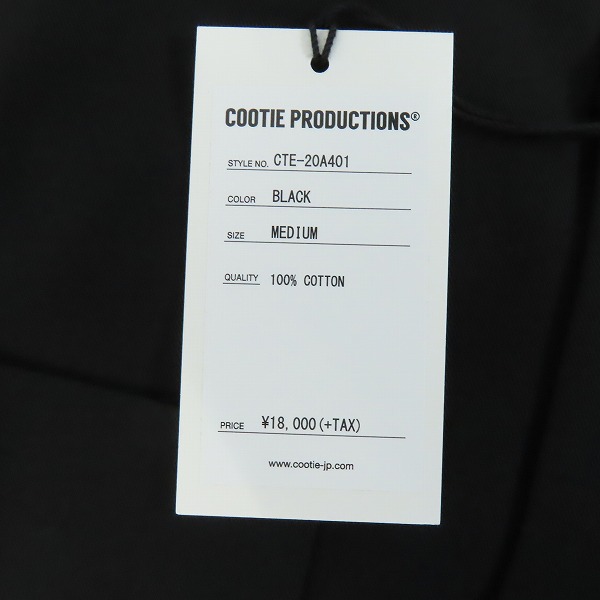 COOTIE PRODUCTIONS®
STYLE NO. CTE-20A401
COLOR BLACK
SIZE MEDIUM
QUALITY 100% COTTON
PRICE ¥18,000(+TAX)
www.cootie-jp.com